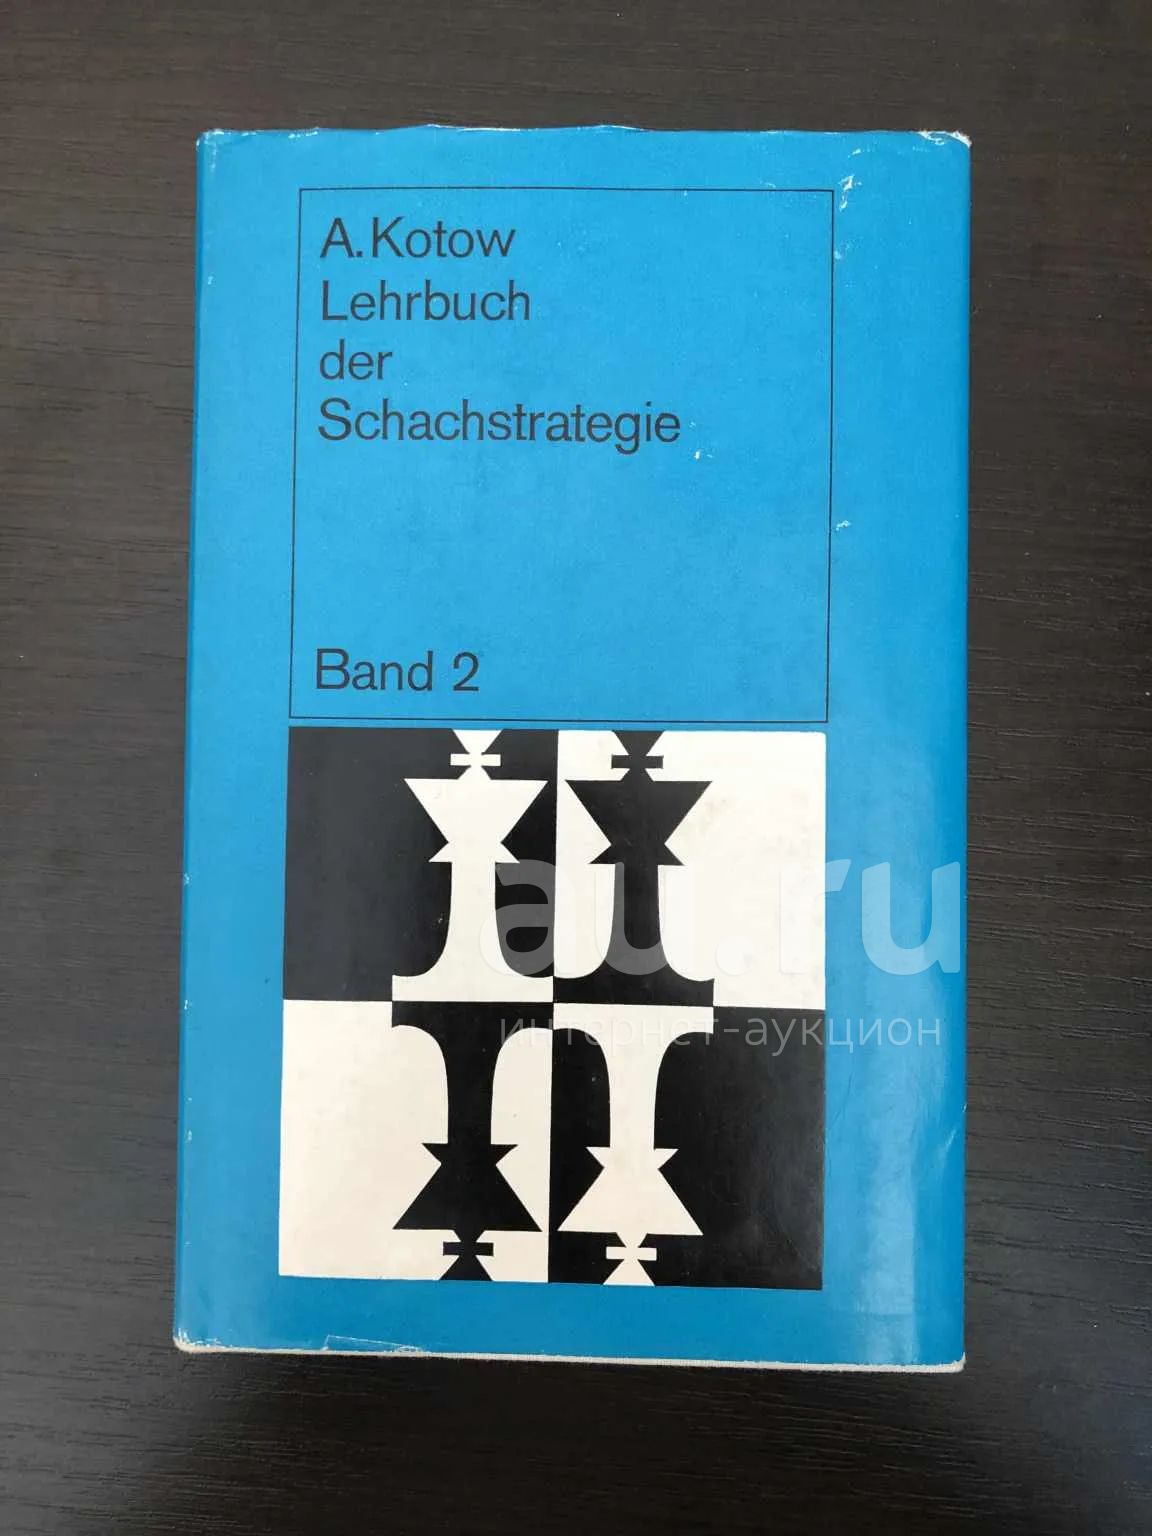 A. Kotow
Lehrbuch
der
Schachstrategie
Band 2
au.ru
интернет-аукцион